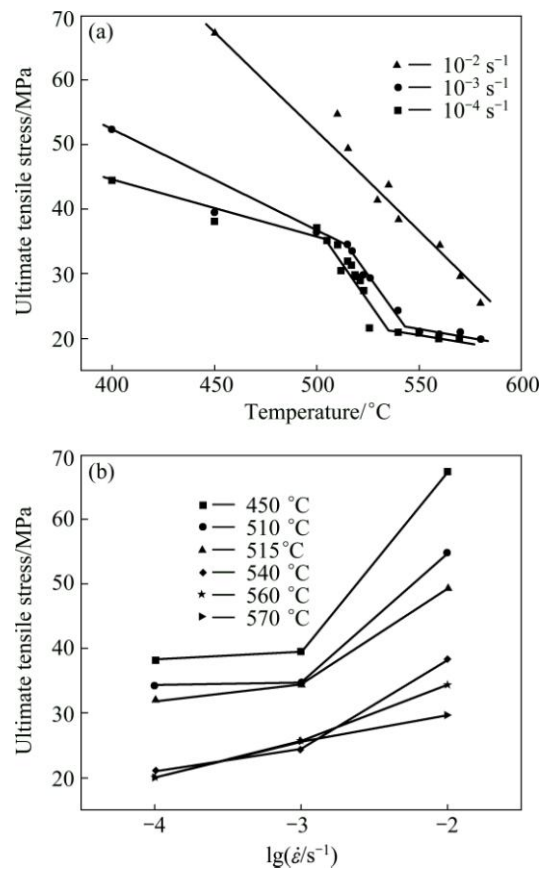 (a)
70
60
50
40
30
20
Ultimate tensile stress/MPa
10⁻² s⁻¹
10⁻³ s⁻¹
10⁻⁴ s⁻¹
400 450 500 550 600
Temperature/°C
(b)
70
60
50
40
30
20
Ultimate tensile stress/MPa
450 °C
510 °C
515°C
540 °C
560 °C
570 °C
−4 −3 −2
lg(ε̇/s⁻¹)